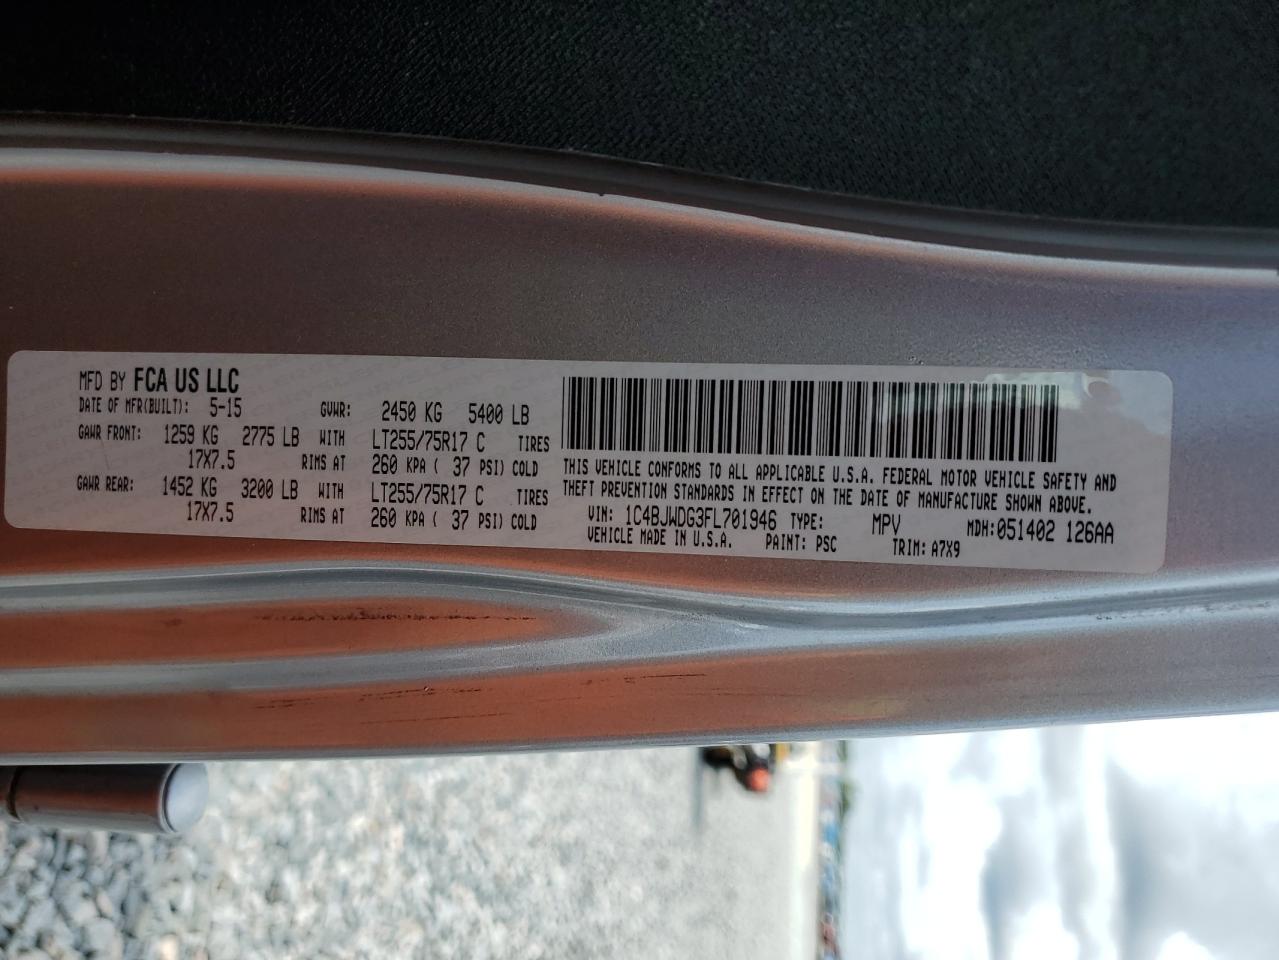 MFD BY FCA US LLC
DATE OF MFR(BUILT): 5-15 GVWR: 2450 KG 5400 LB
GAWR FRONT: 1259 KG 2775 LB WITH LT255/75R17 C TIRES
17X7.5 RIMS AT 260 KPA ( 37 PSI) COLD
GAWR REAR: 1452 KG 3200 LB WITH LT255/75R17 C TIRES
17X7.5 RIMS AT 260 KPA ( 37 PSI) COLD
THIS VEHICLE CONFORMS TO ALL APPLICABLE U.S.A. FEDERAL MOTOR VEHICLE SAFETY AND
THEFT PREVENTION STANDARDS IN EFFECT ON THE DATE OF MANUFACTURE SHOWN ABOVE.
VIN: 1C4BJWDG3FL701946 TYPE: MPV MDH: 051402 126AA
VEHICLE MADE IN U.S.A. PAINT: PSC TRIM: A7X9